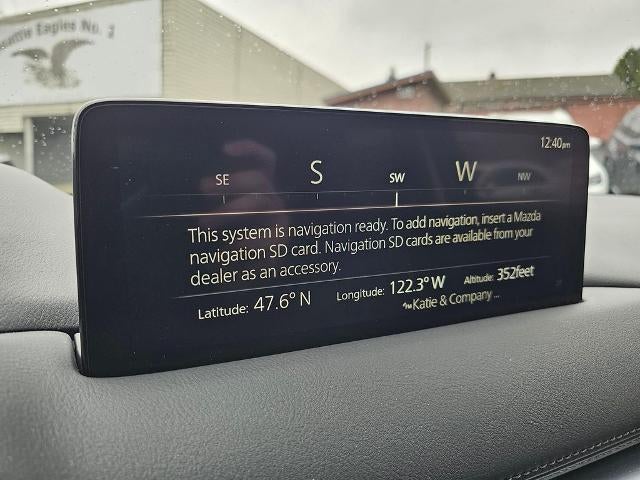 Seattle Eagles No. 1
12:40pm
SE S SW W NW
This system is navigation ready. To add navigation, insert a Mazda
navigation SD card. Navigation SD cards are available from your
dealer as an accessory.
Latitude: 47.6° N Longitude: 122.3° W Altitude: 352feet
Katie & Company ...